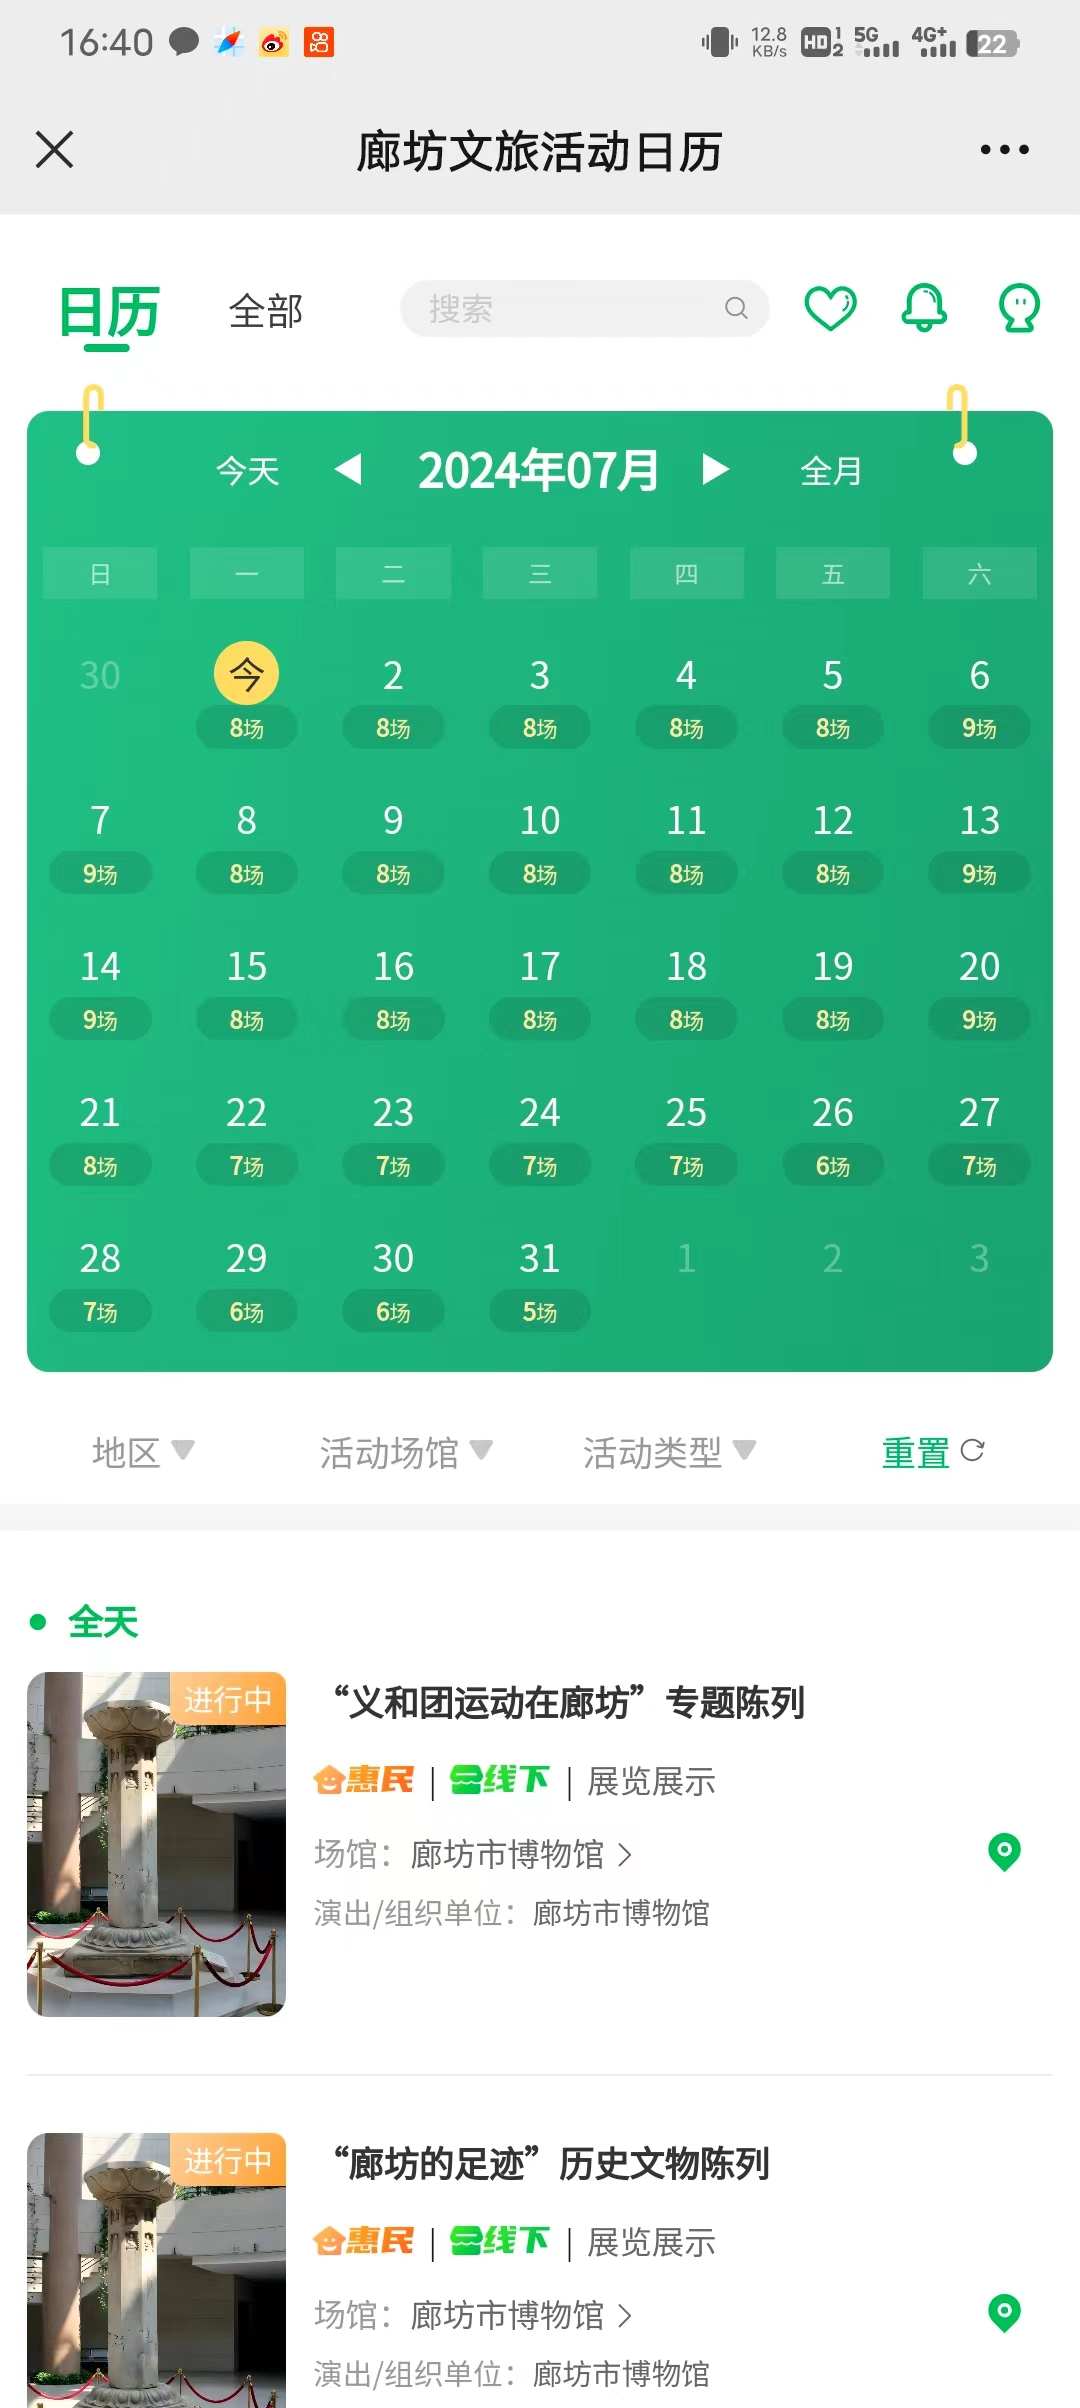 16:40 12.8 KB/s HD 1 2 5G 4G+ 22
廊坊文旅活动日历
日历 全部 搜索
今天 2024年07月 全月
日 一 二 三 四 五 六
30 今 2 3 4 5 6
8场 8场 8场 8场 8场 9场
7 8 9 10 11 12 13
9场 8场 8场 8场 8场 8场 9场
14 15 16 17 18 19 20
9场 8场 8场 8场 8场 8场 9场
21 22 23 24 25 26 27
8场 7场 7场 7场 7场 6场 7场
28 29 30 31 1 2 3
7场 6场 6场 5场
地区 活动场馆 活动类型 重置
全天
进行中
“义和团运动在廊坊”专题陈列
惠民 | 线下 | 展览展示
场馆：廊坊市博物馆
演出/组织单位：廊坊市博物馆
进行中
“廊坊的足迹”历史文物陈列
惠民 | 线下 | 展览展示
场馆：廊坊市博物馆
演出/组织单位：廊坊市博物馆